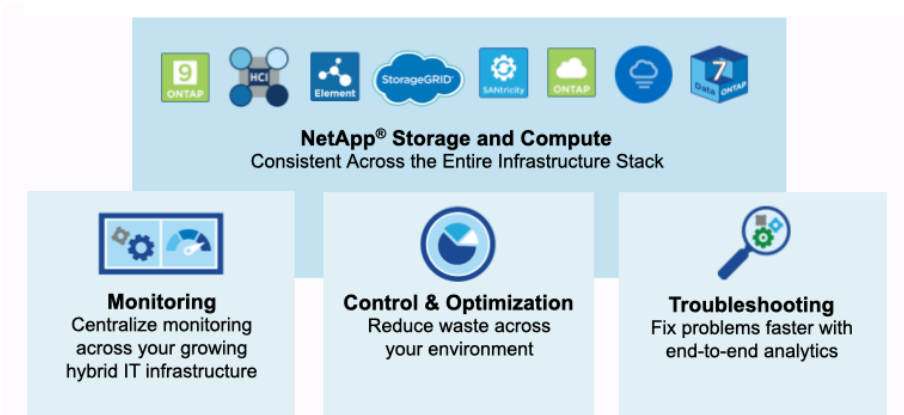 9
ONTAP
HCI
Element
StorageGRID
SANtricity
ONTAP
7
Data ONTAP
NetApp® Storage and Compute
Consistent Across the Entire Infrastructure Stack
Monitoring
Centralize monitoring
across your growing
hybrid IT infrastructure
Control & Optimization
Reduce waste across
your environment
Troubleshooting
Fix problems faster with
end-to-end analytics